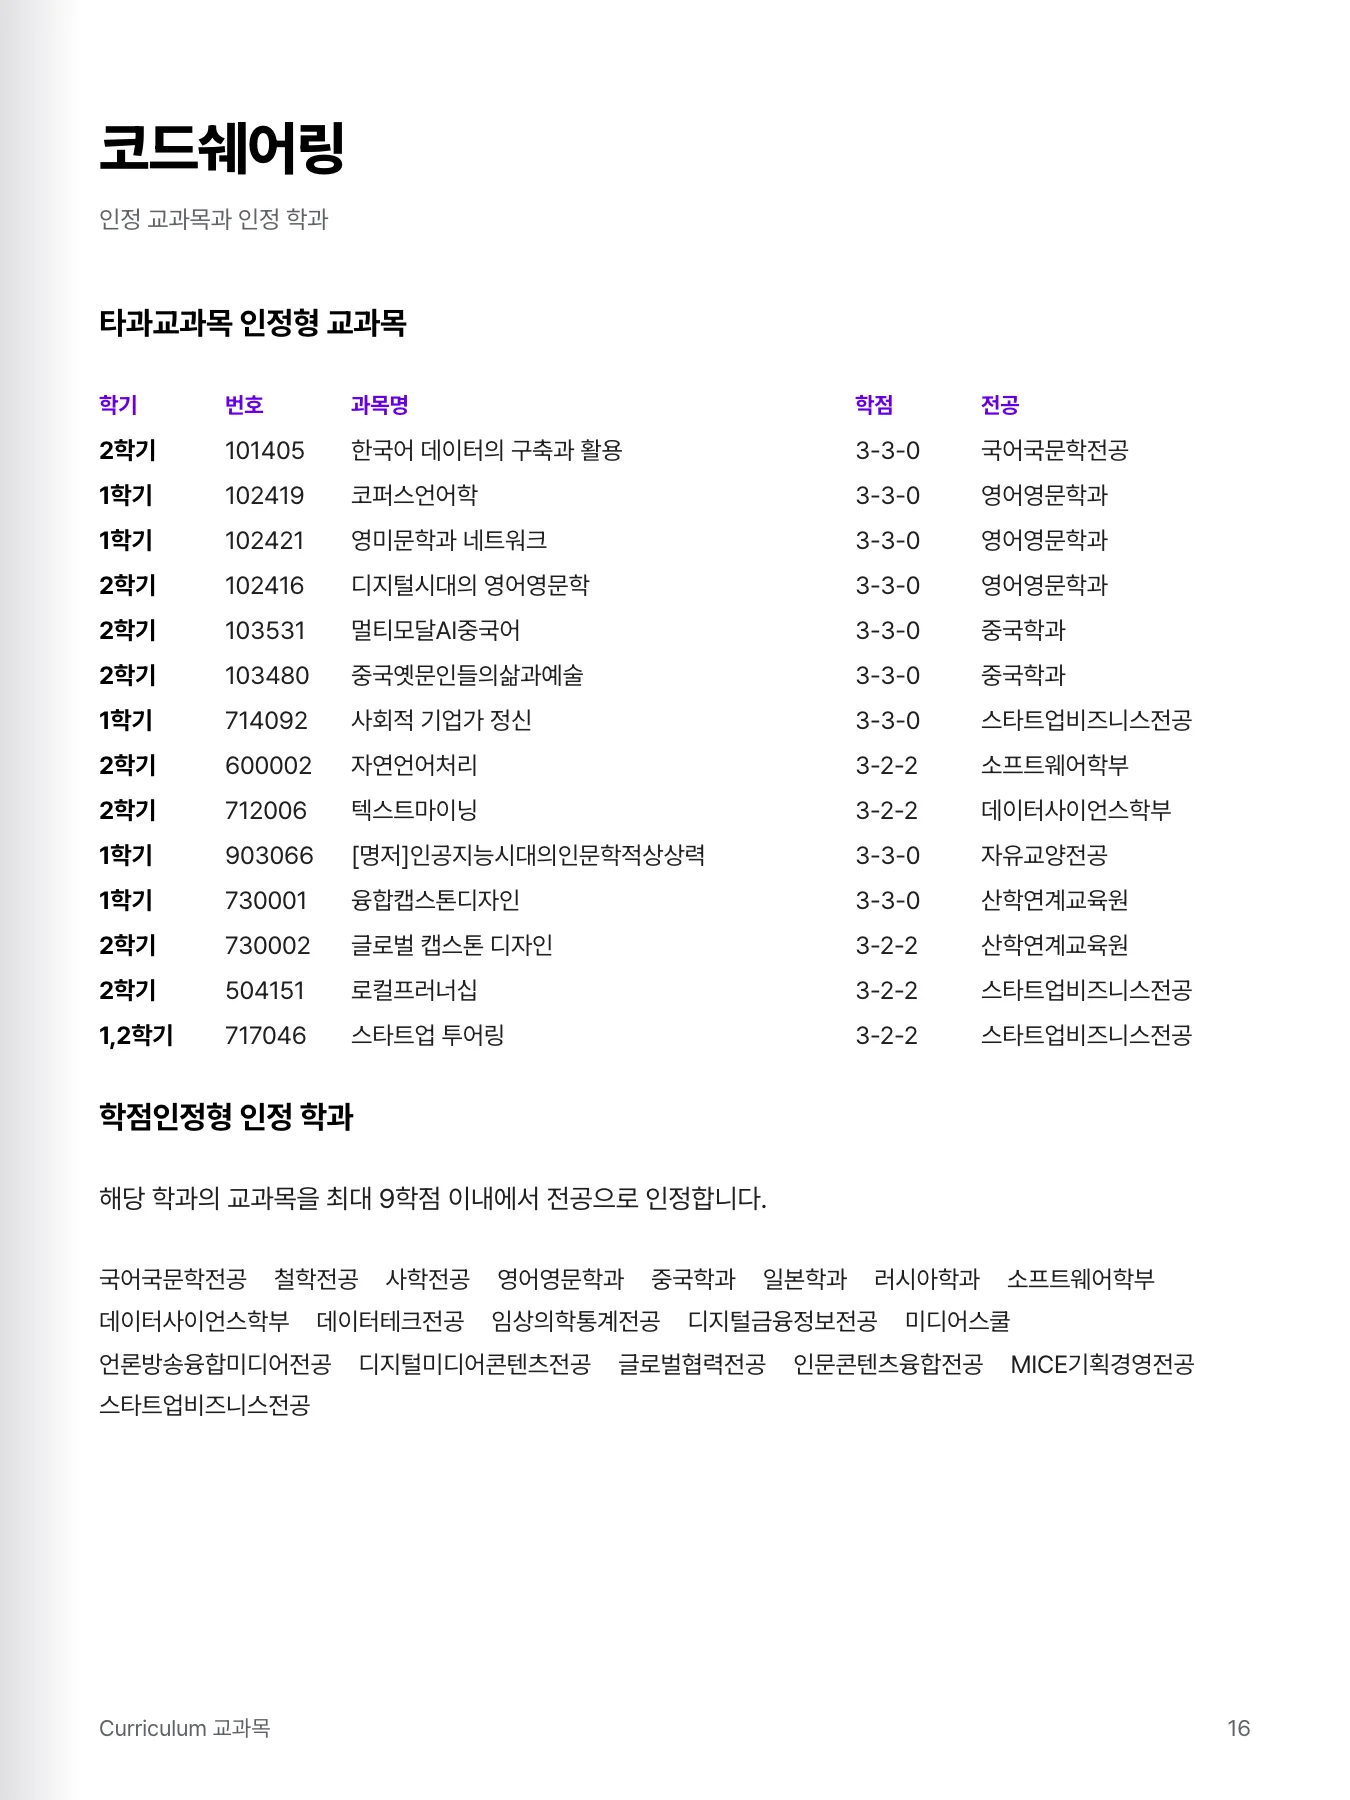 코드쉐어링
인정 교과목과 인정 학과
타과교과목 인정형 교과목
학기 번호 과목명 학점 전공
2학기 101405 한국어 데이터의 구축과 활용 3-3-0 국어국문학전공
1학기 102419 코퍼스언어학 3-3-0 영어영문학과
1학기 102421 영미문학과 네트워크 3-3-0 영어영문학과
2학기 102416 디지털시대의 영어영문학 3-3-0 영어영문학과
2학기 103531 멀티모달AI중국어 3-3-0 중국학과
2학기 103480 중국옛문인들의삶과예술 3-3-0 중국학과
1학기 714092 사회적 기업가 정신 3-3-0 스타트업비즈니스전공
2학기 600002 자연언어처리 3-2-2 소프트웨어학부
2학기 712006 텍스트마이닝 3-2-2 데이터사이언스학부
1학기 903066 [명저]인공지능시대의인문학적상상력 3-3-0 자유교양전공
1학기 730001 융합캡스톤디자인 3-3-0 산학연계교육원
2학기 730002 글로벌 캡스톤 디자인 3-2-2 산학연계교육원
2학기 504151 로컬프러너십 3-2-2 스타트업비즈니스전공
1,2학기 717046 스타트업 투어링 3-2-2 스타트업비즈니스전공
학점인정형 인정 학과
해당 학과의 교과목을 최대 9학점 이내에서 전공으로 인정합니다.
국어국문학전공 철학전공 사학전공 영어영문학과 중국학과 일본학과 러시아학과 소프트웨어학부
데이터사이언스학부 데이터테크전공 임상의학통계전공 디지털금융정보전공 미디어스쿨
언론방송융합미디어전공 디지털미디어콘텐츠전공 글로벌협력전공 인문콘텐츠융합전공 MICE기획경영전공
스타트업비즈니스전공
Curriculum 교과목 16